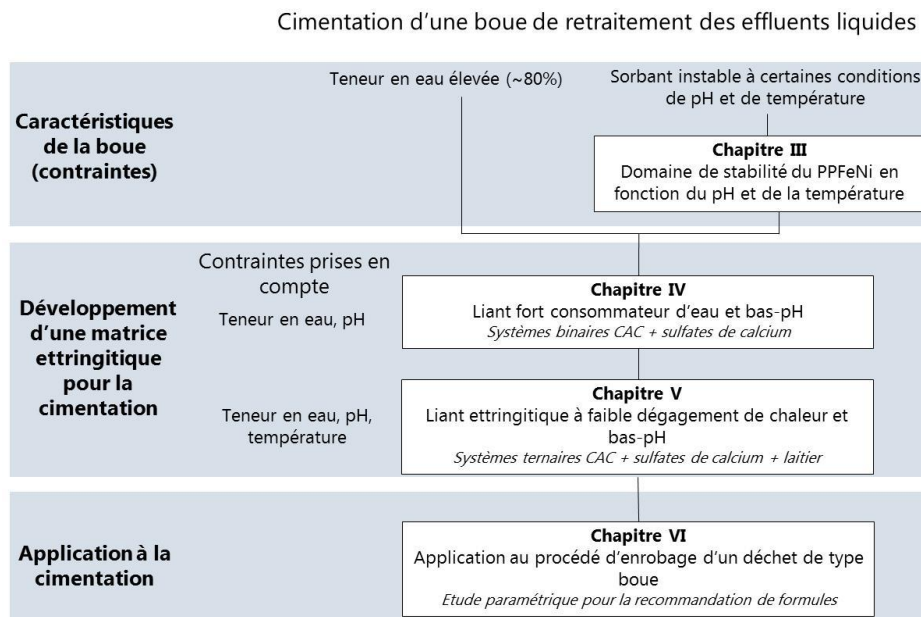 Cimentation d'une boue de retraitement des effluents liquides
Caractéristiques
de la boue
(contraintes)
Teneur en eau élevée (~80%)
Sorbant instable à certaines conditions
de pH et de température
Chapitre III
Domaine de stabilité du PPFeNi en
fonction du pH et de la température
Développement
d'une matrice
ettringitique
pour la
cimentation
Contraintes prises en
compte
Teneur en eau, pH
Chapitre IV
Liant fort consommateur d'eau et bas-pH
Systèmes binaires CAC + sulfates de calcium
Teneur en eau, pH,
température
Chapitre V
Liant ettringitique à faible dégagement de chaleur et
bas-pH
Systèmes ternaires CAC + sulfates de calcium + laitier
Application à la
cimentation
Chapitre VI
Application au procédé d'enrobage d'un déchet de type
boue
Etude paramétrique pour la recommandation de formules